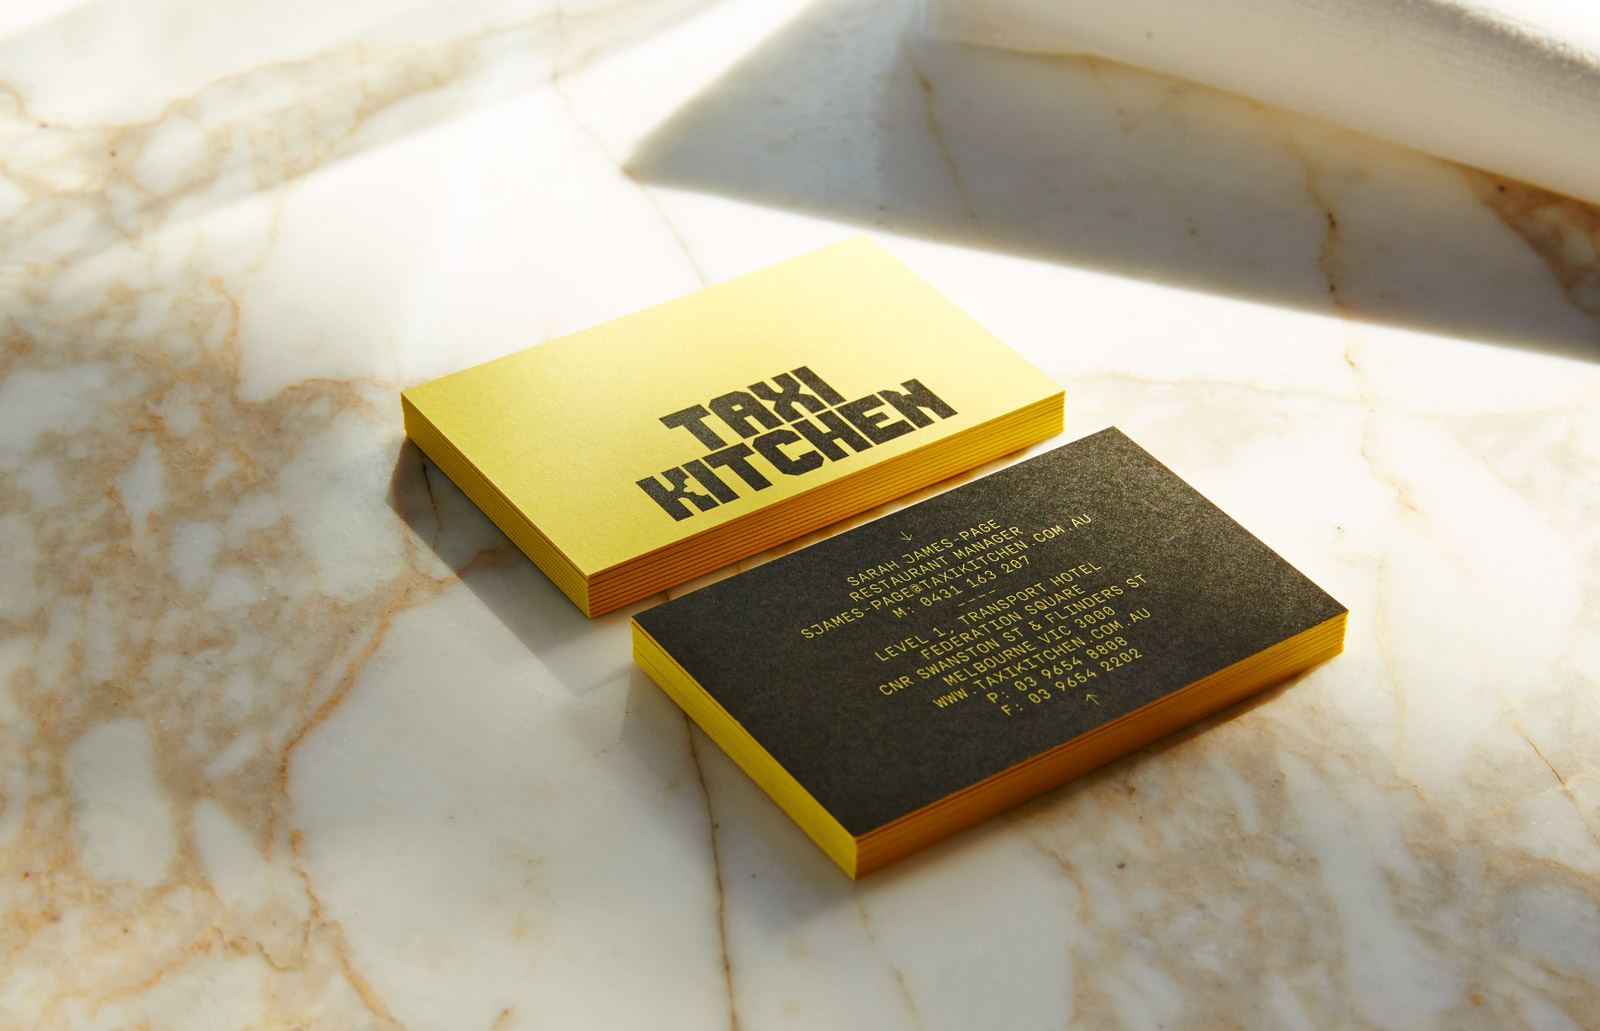 TAXI
KITCHEN
↓
SARAH JAMES-PAGE
RESTAURANT MANAGER
SJAMES-PAGE@TAXIKITCHEN.COM.AU
M: 0431 163 207
----
LEVEL 1, TRANSPORT HOTEL
FEDERATION SQUARE
CNR SWANSTON ST & FLINDERS ST
MELBOURNE VIC 3000
WWW.TAXIKITCHEN.COM.AU
P: 03 9654 8808
F: 03 9654 2202
↑